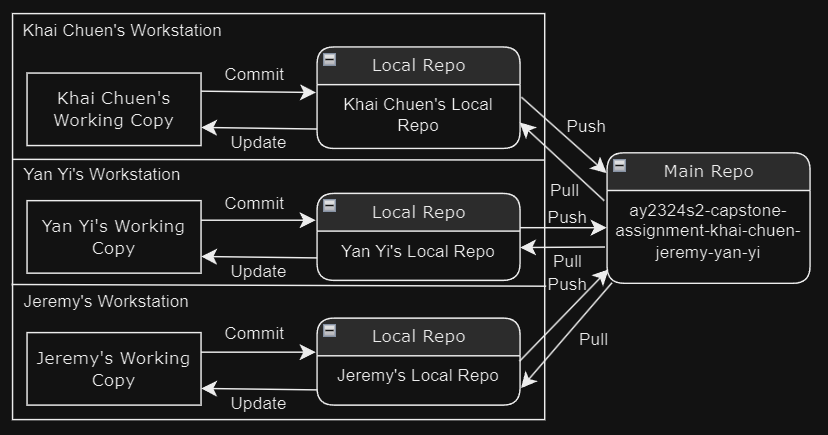 Khai Chuen's Workstation
Khai Chuen's
Working Copy
Commit
Update
Local Repo
Khai Chuen's Local
Repo
Push
Pull
Yan Yi's Workstation
Yan Yi's Working
Copy
Commit
Update
Local Repo
Yan Yi's Local Repo
Push
Pull
Main Repo
ay2324s2-capstone-
assignment-khai-chuen-
jeremy-yan-yi
Jeremy's Workstation
Jeremy's Working
Copy
Commit
Update
Local Repo
Jeremy's Local Repo
Push
Pull